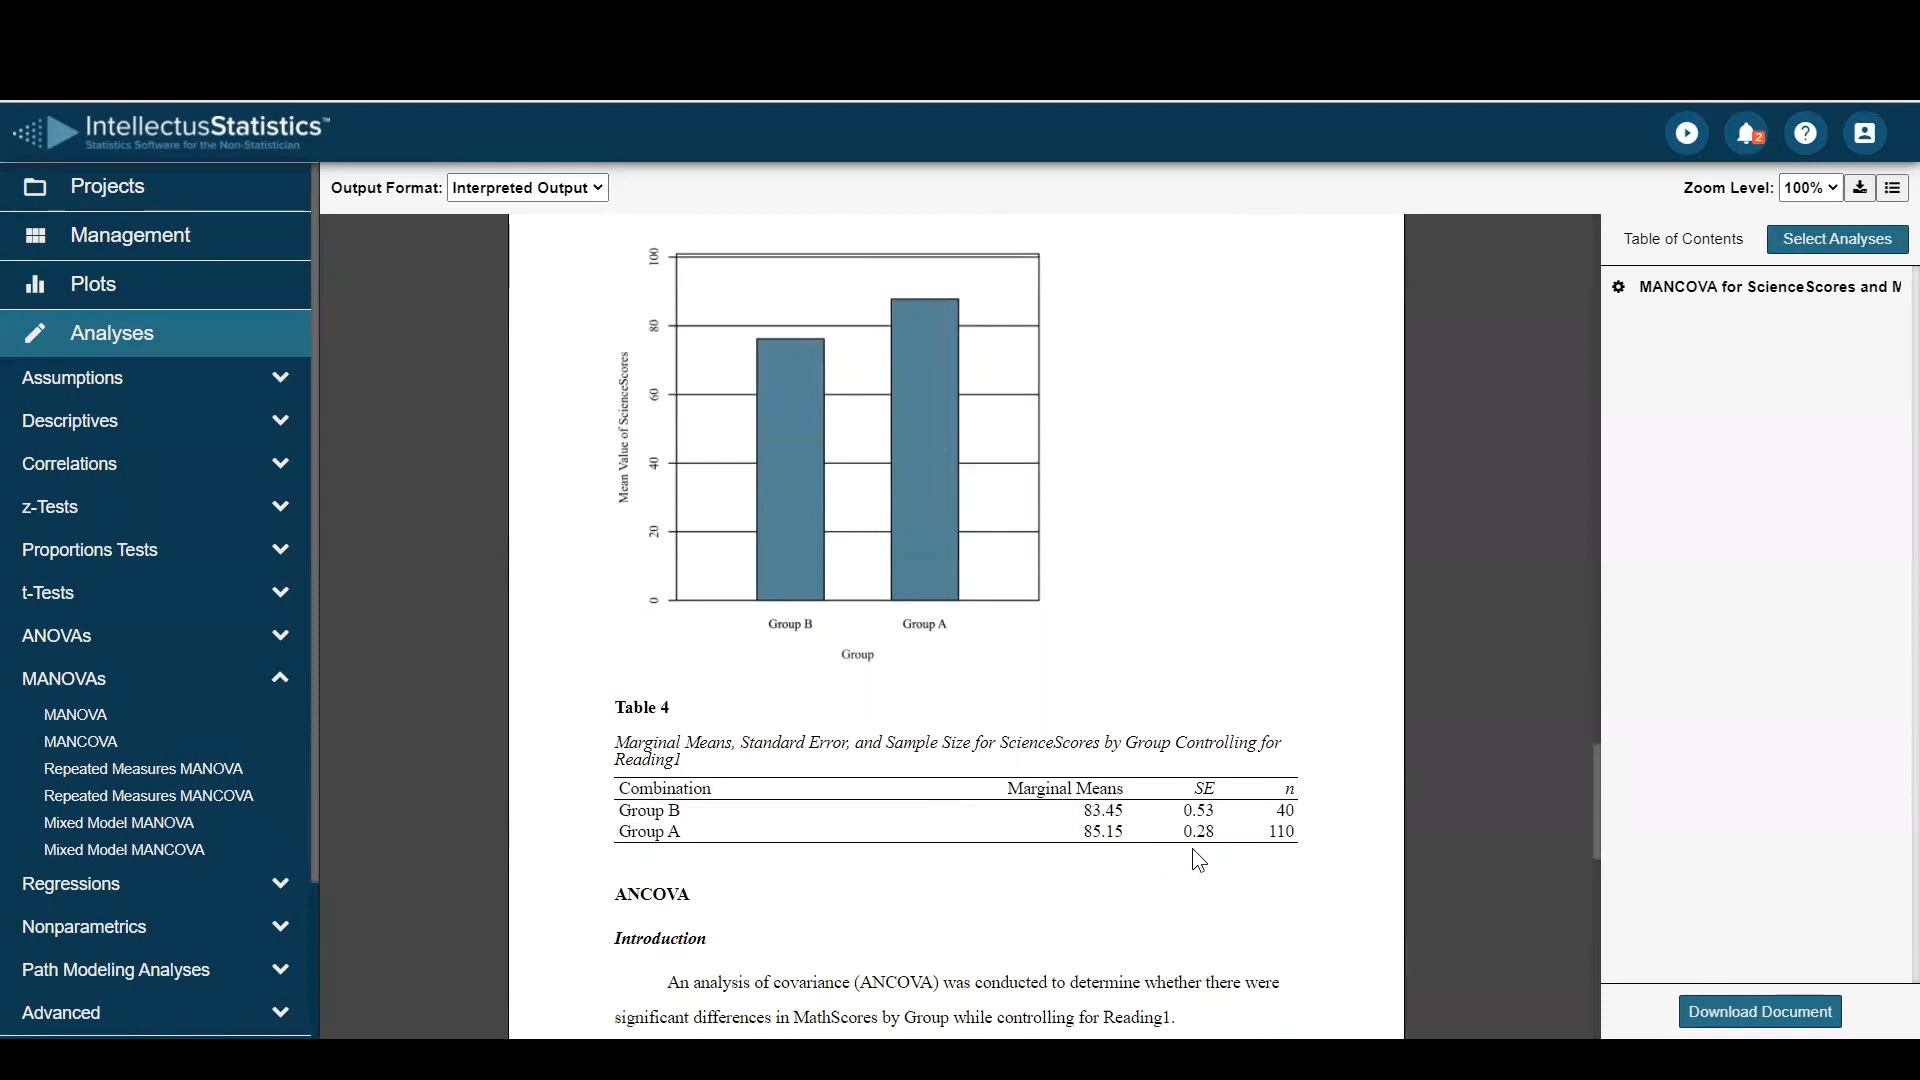 IntellectusStatistics™
Statistics Software for the Non-Statistician
2
Projects
Management
Plots
Analyses
Assumptions
Descriptives
Correlations
z-Tests
Proportions Tests
t-Tests
ANOVAs
MANOVAs
MANOVA
MANCOVA
Repeated Measures MANOVA
Repeated Measures MANCOVA
Mixed Model MANOVA
Mixed Model MANCOVA
Regressions
Nonparametrics
Path Modeling Analyses
Advanced
Output Format: Interpreted Output
Zoom Level: 100%
Mean Value of ScienceScores
100
80
60
40
20
0
Group B Group A
Group
Table 4
Marginal Means, Standard Error, and Sample Size for ScienceScores by Group Controlling for
Reading1
Combination Marginal Means SE n
Group B 83.45 0.53 40
Group A 85.15 0.28 110
ANCOVA
Introduction
An analysis of covariance (ANCOVA) was conducted to determine whether there were
significant differences in MathScores by Group while controlling for Reading1.
Table of Contents Select Analyses
MANCOVA for ScienceScores and M
Download Document